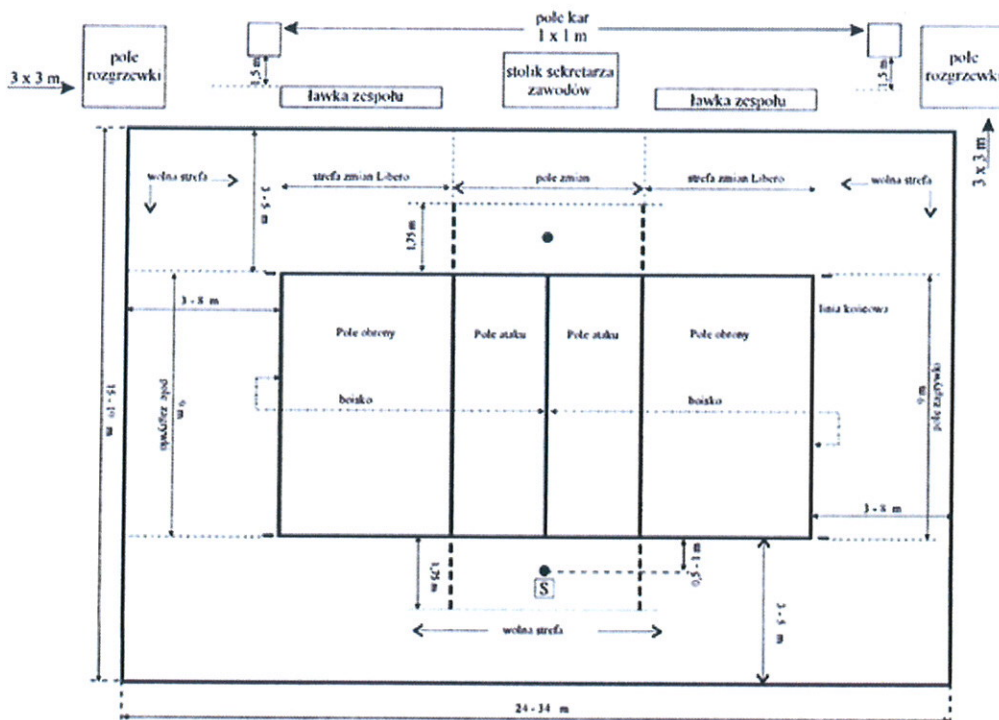 pole kar
1 x 1 m
pole
rozgrzewki
3 x 3 m
1,5 m
stolik sekretarza
zawodów
1,5 m
pole
rozgrzewki
ławka zespołu
ławka zespołu
3 x 3 m
wolna strefa
strefa zmian Libero
pole zmian
strefa zmian Libero
wolna strefa
3 - 5 m
1,75 m
3 - 8 m
linia końcowa
Pole obrony
Pole ataku
Pole ataku
Pole obrony
15-19 m
pole zagrywki
9 m
boisko
boisko
9 m
pole zagrywki
3 - 8 m
1,75 m
0,5 - 1 m
S
3 - 5 m
wolna strefa
24-34 m